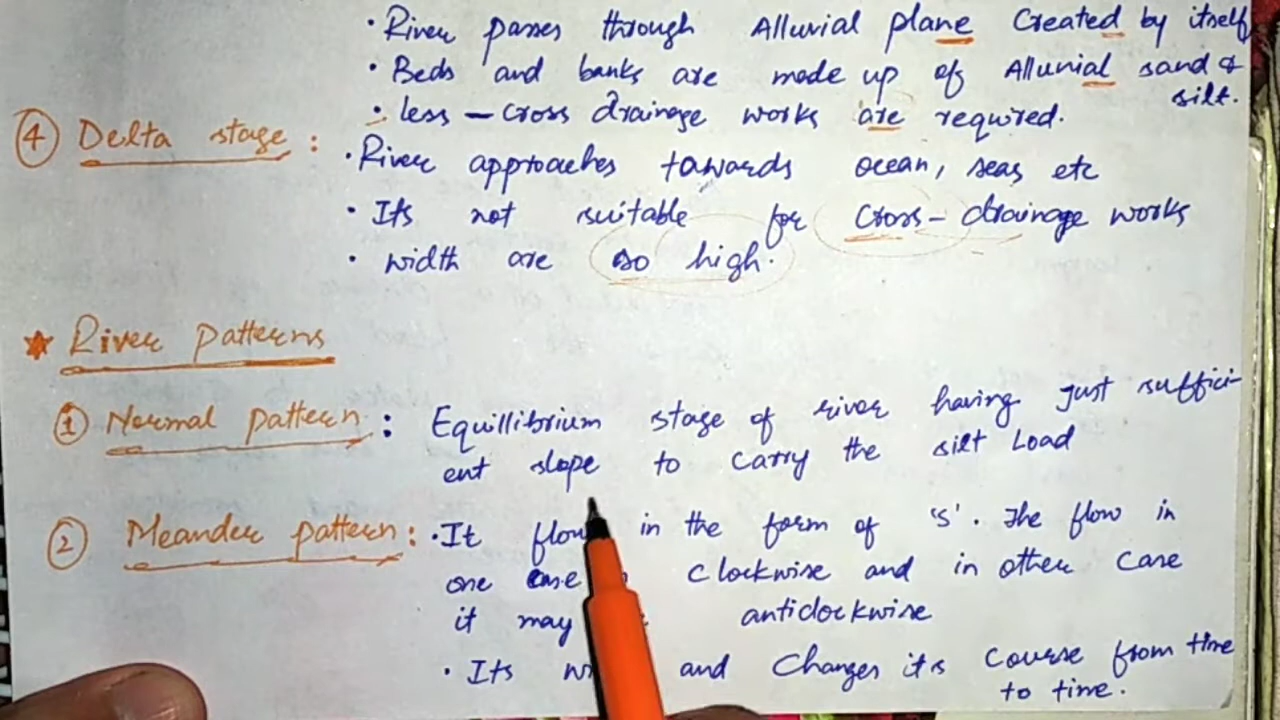 • River passes through Alluvial plane Created by itself
• Beds and banks are made up of Alluvial sand &
silt.
• less - cross drainage works are required.
④ Delta stage :
• River approaches towards ocean, seas etc
• Its not suitable for Cross - drainage works
• width are so high.
★ River Patterns
① Normal pattern : Equillibrium stage of river having Just suffici-
ent slope to carry the silt Load
② Meander pattern : • It flow in the form of 'S'. The flow in
one case clockwise and in other Case
it may anticlockwise
• Its and Changes its Course from time
to time.